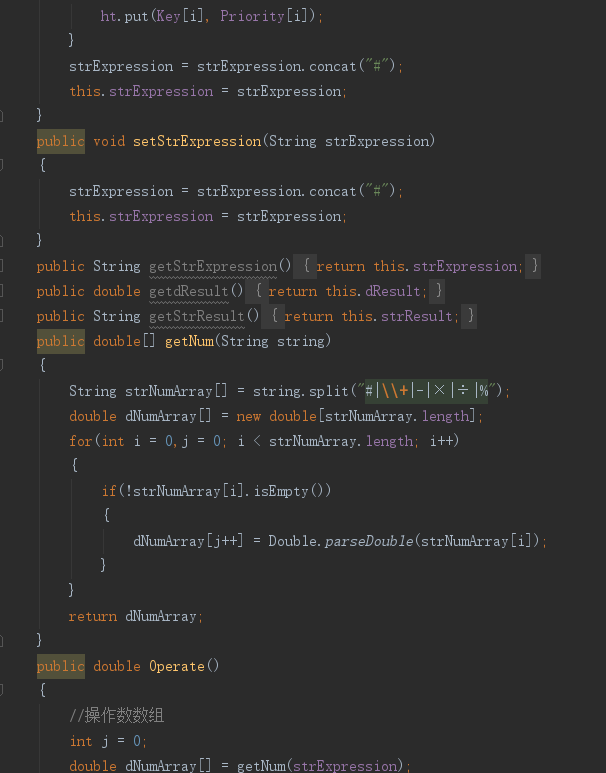 ht.put(Key[i], Priority[i]);
}
strExpression = strExpression.concat("#");
this.strExpression = strExpression;
}
public void setStrExpression(String strExpression)
{
strExpression = strExpression.concat("#");
this.strExpression = strExpression;
}
public String getStrExpression() { return this.strExpression; }
public double getdResult() { return this.dResult; }
public String getStrResult() { return this.strResult; }
public double[] getNum(String string)
{
String strNumArray[] = string.split("#|\\+|-|×|÷|%");
double dNumArray[] = new double[strNumArray.length];
for(int i = 0,j = 0; i < strNumArray.length; i++)
{
if(!strNumArray[i].isEmpty())
{
dNumArray[j++] = Double.parseDouble(strNumArray[i]);
}
}
return dNumArray;
}
public double Operate()
{
//操作数数组
int j = 0;
double dNumArray[] = getNum(strExpression);